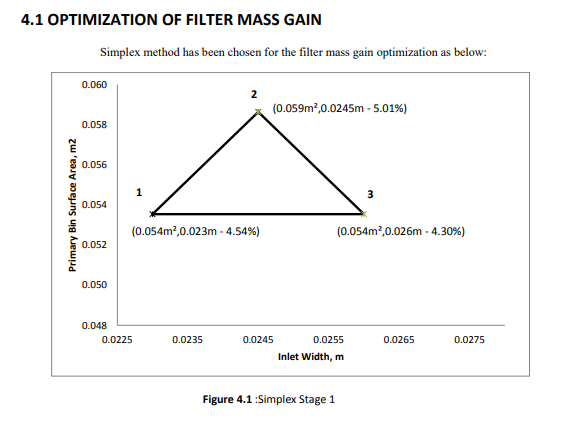 4.1 OPTIMIZATION OF FILTER MASS GAIN
Simplex method has been chosen for the filter mass gain optimization as below:
0.060
0.058
0.056
0.054
0.052
0.050
0.048
Primary Bin Surface Area, m2
2
(0.059m²,0.0245m - 5.01%)
1
3
(0.054m²,0.023m - 4.54%)
(0.054m²,0.026m - 4.30%)
0.0225 0.0235 0.0245 0.0255 0.0265 0.0275
Inlet Width, m
Figure 4.1 :Simplex Stage 1